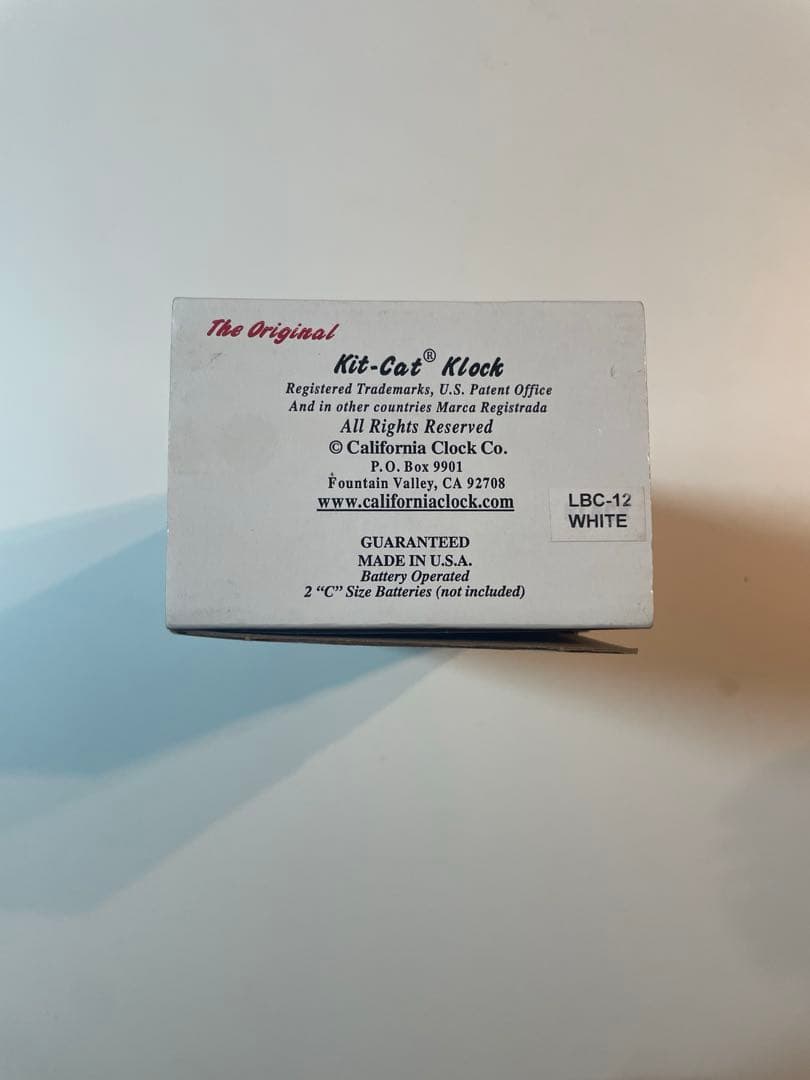 The Original
Kit-Cat® Klock
Registered Trademarks, U.S. Patent Office
And in other countries Marca Registrada
All Rights Reserved
© California Clock Co.
P.O. Box 9901
Fountain Valley, CA 92708
www.californiaclock.com
LBC-12
WHITE
GUARANTEED
MADE IN U.S.A.
Battery Operated
2 “C” Size Batteries (not included)